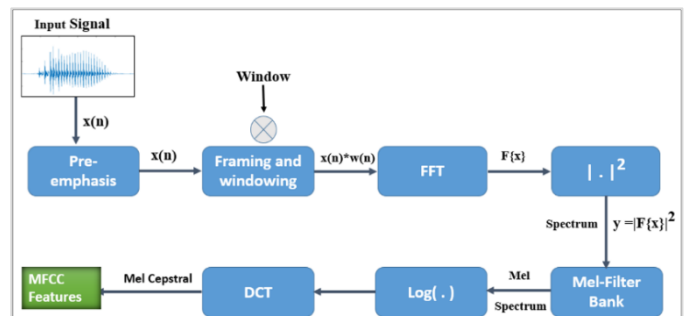 Input Signal
x(n)
Window
Pre-
emphasis
x(n)
Framing and
windowing
x(n)*w(n)
FFT
F{x}
| . |²
Spectrum
y =|F{x}|²
Mel-Filter
Bank
Mel
Spectrum
Log( . )
DCT
Mel Cepstral
MFCC
Features